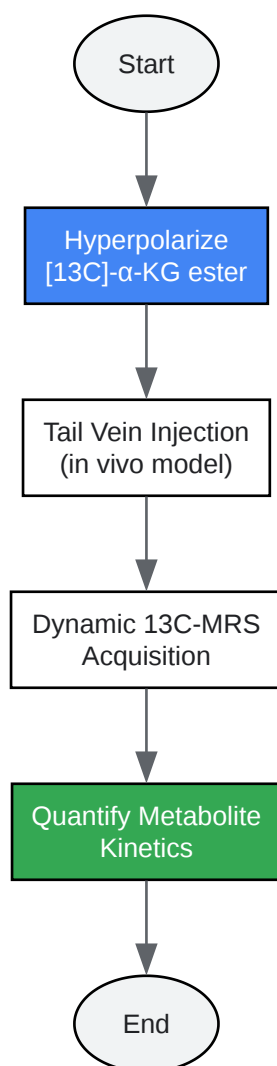 Start
Hyperpolarize
[13C]-α-KG ester
Tail Vein Injection
(in vivo model)
Dynamic 13C-MRS
Acquisition
Quantify Metabolite
Kinetics
End